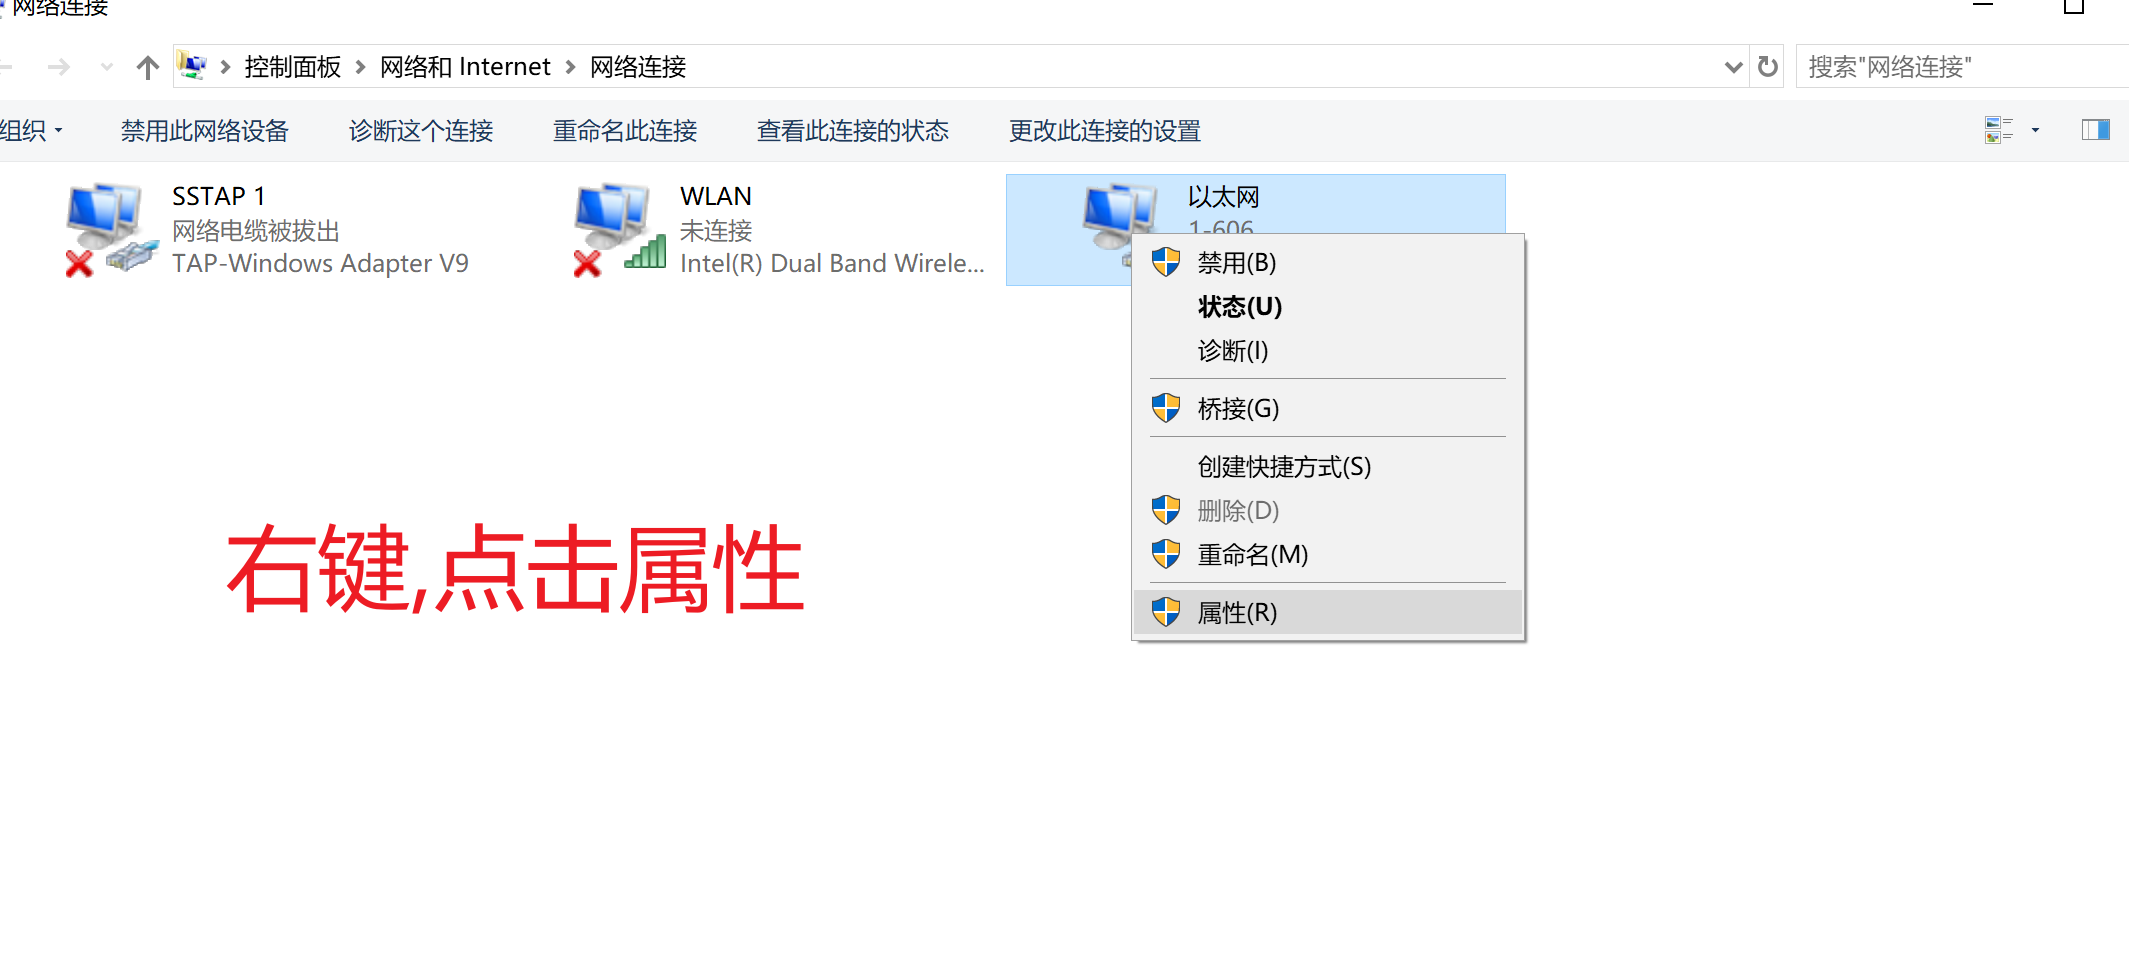 网络连接
控制面板 > 网络和 Internet > 网络连接
搜索"网络连接"
组织
禁用此网络设备
诊断这个连接
重命名此连接
查看此连接的状态
更改此连接的设置
SSTAP 1
网络电缆被拔出
TAP-Windows Adapter V9
WLAN
未连接
Intel(R) Dual Band Wirele...
以太网
1-606
禁用(B)
状态(U)
诊断(I)
桥接(G)
创建快捷方式(S)
删除(D)
重命名(M)
属性(R)
右键,点击属性